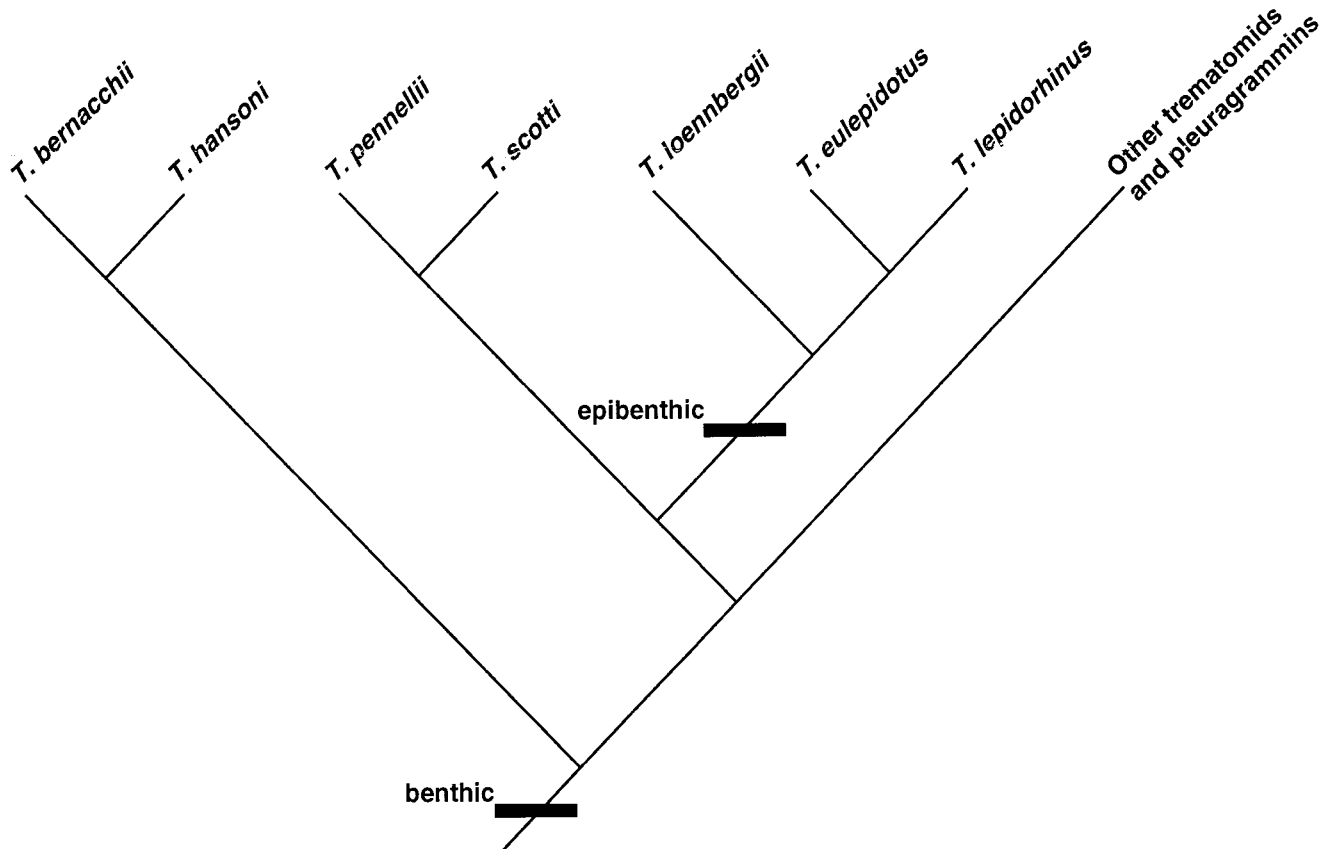 T. bernacchii
T. hansoni
T. pennellii
T. scotti
T. loennbergii
T. eulepidotus
T. lepidorhinus
Other trematomids
and pleuragrammins
epibenthic
benthic